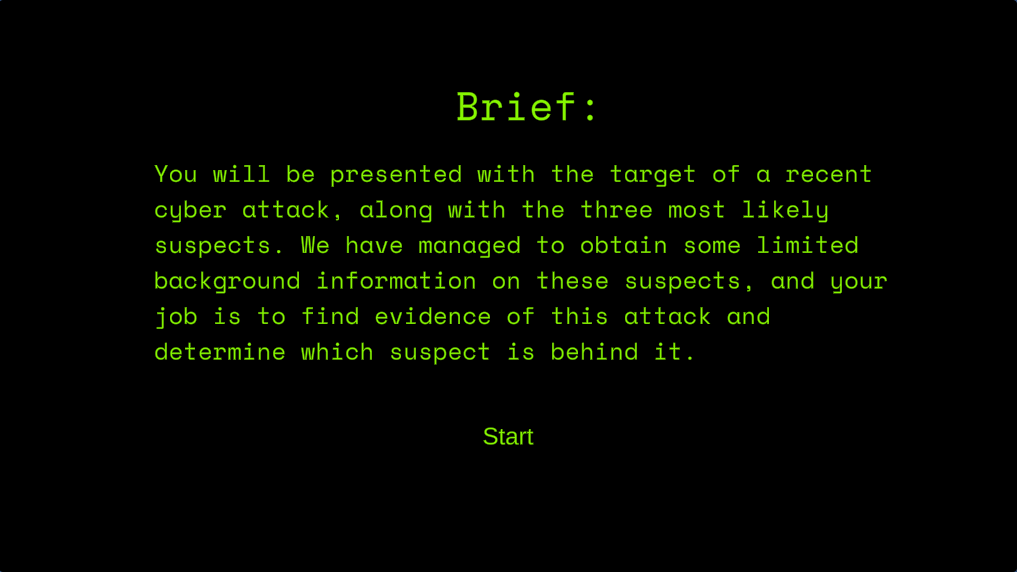 Brief:
You will be presented with the target of a recent
cyber attack, along with the three most likely
suspects. We have managed to obtain some limited
background information on these suspects, and your
job is to find evidence of this attack and
determine which suspect is behind it.
Start